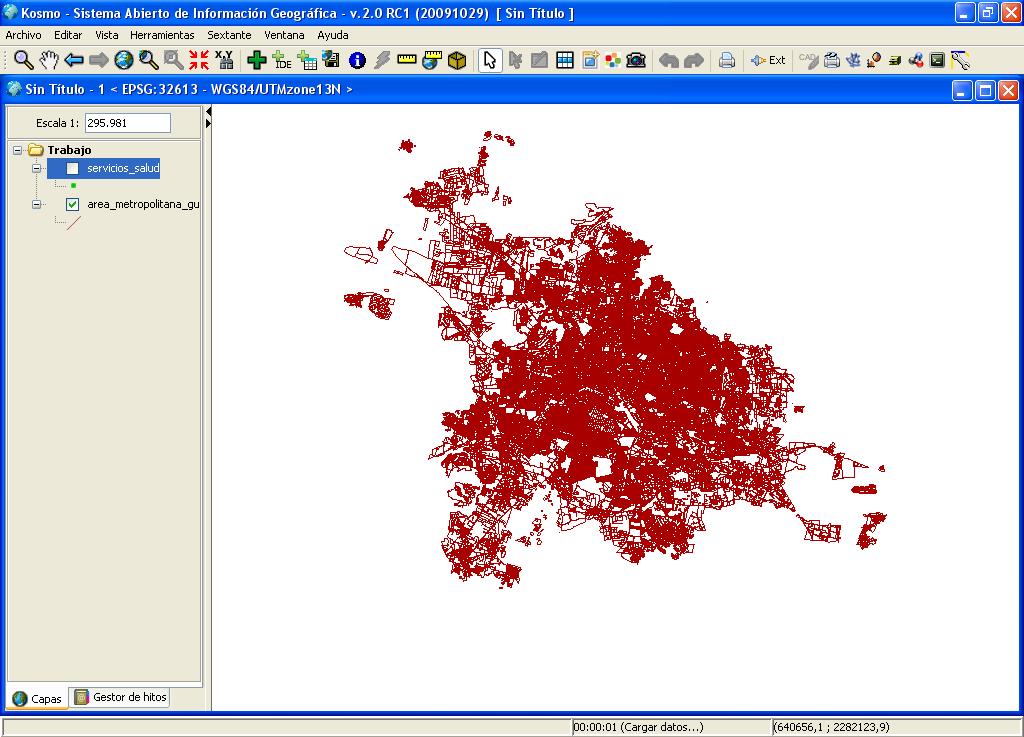 Kosmo - Sistema Abierto de Información Geográfica - v.2.0 RC1 (20091029) [ Sin Título ]
Archivo Editar Vista Herramientas Sextante Ventana Ayuda
X,Y IDE Ext CAD
Sin Título - 1 < EPSG:32613 - WGS84/UTMzone13N >
Escala 1: 295.981
Trabajo
servicios_salud
area_metropolitana_gu
Capas Gestor de hitos
00:00:01 (Cargar datos...) (640656,1 ; 2282123,9)